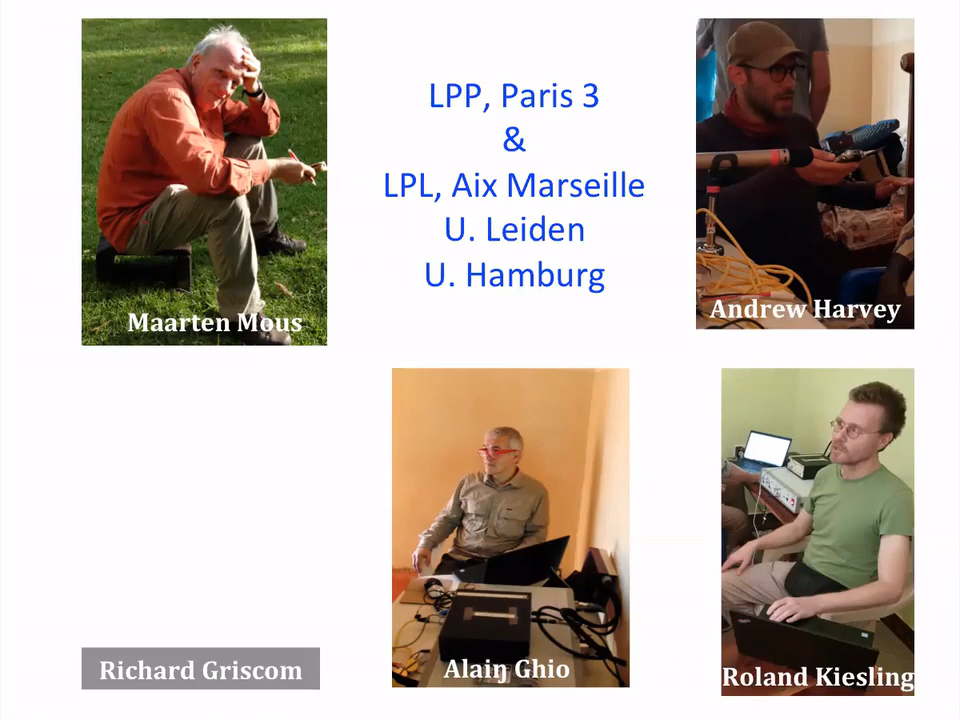 LPP, Paris 3
&
LPL, Aix Marseille
U. Leiden
U. Hamburg
Maarten Mous
Andrew Harvey
Richard Griscom
Alain Ghio
Roland Kiesling